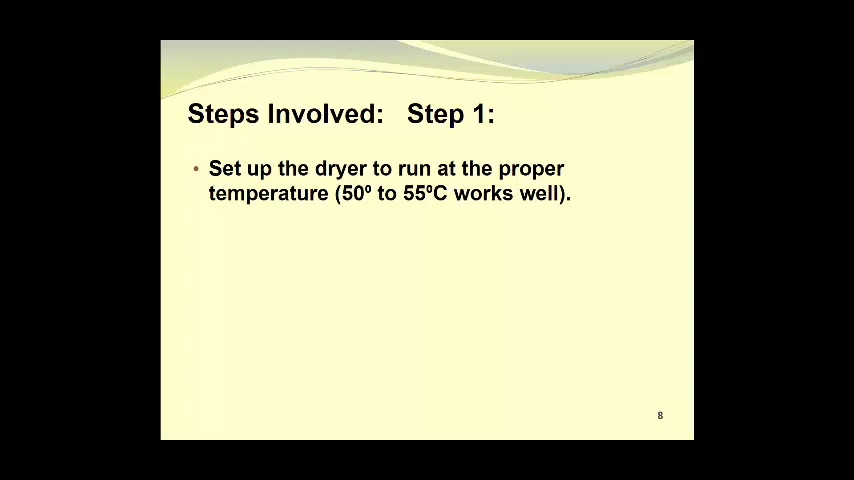 Steps Involved:   Step 1:
• Set up the dryer to run at the proper
temperature (50º to 55ºC works well).
8